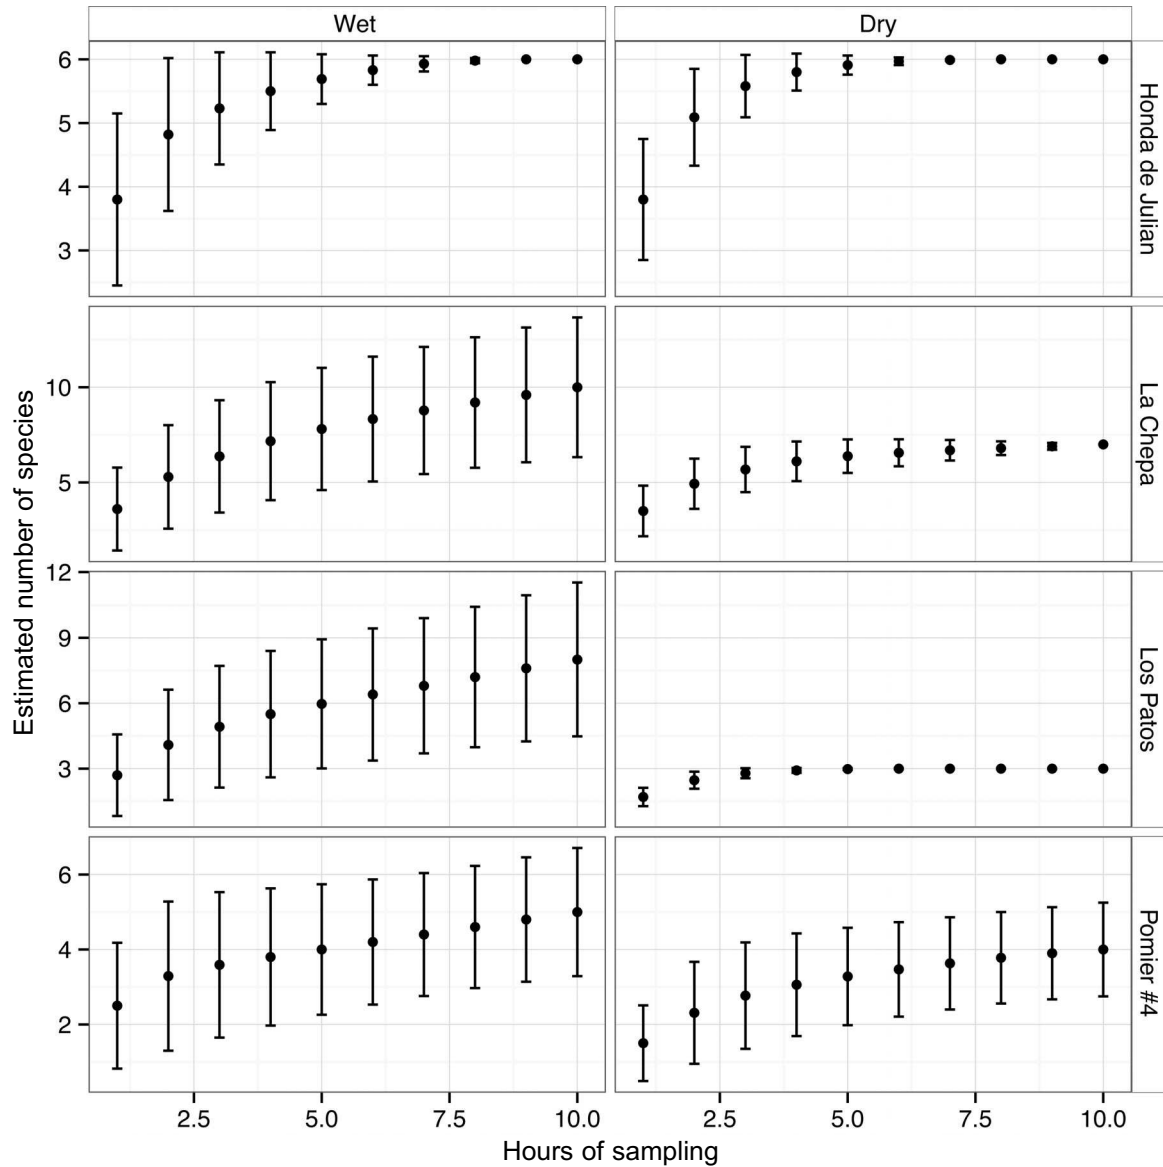 Wet
Dry
6
5
4
3
Honda de Julian
10
5
La Chepa
Estimated number of species
12
9
6
3
Los Patos
6
4
2
Pomier #4
2.5
5.0
7.5
10.0
2.5
5.0
7.5
10.0
Hours of sampling